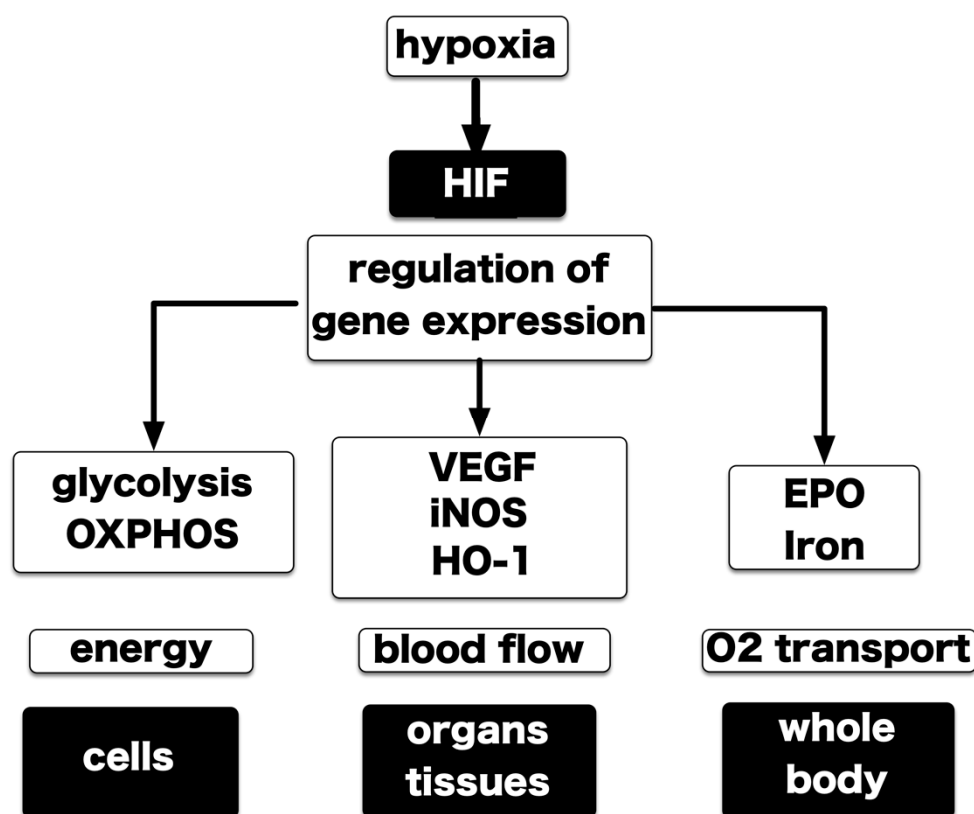 hypoxia
HIF
regulation of
gene expression
glycolysis
OXPHOS
VEGF
iNOS
HO-1
EPO
Iron
energy
blood flow
O2 transport
cells
organs
tissues
whole
body